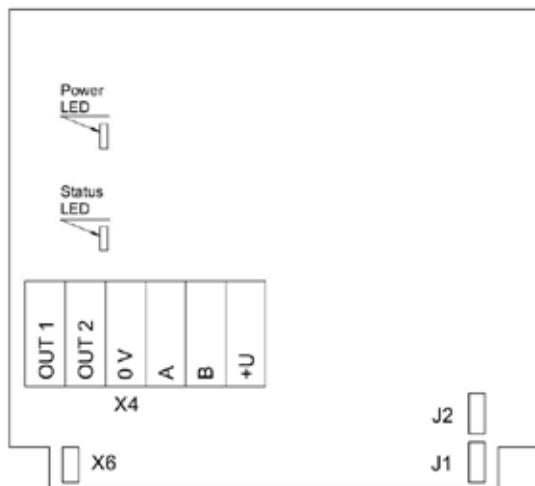 Power
LED
Status
LED
OUT 1
OUT 2
0 V
A
B
+U
X4
J2
X6
J1